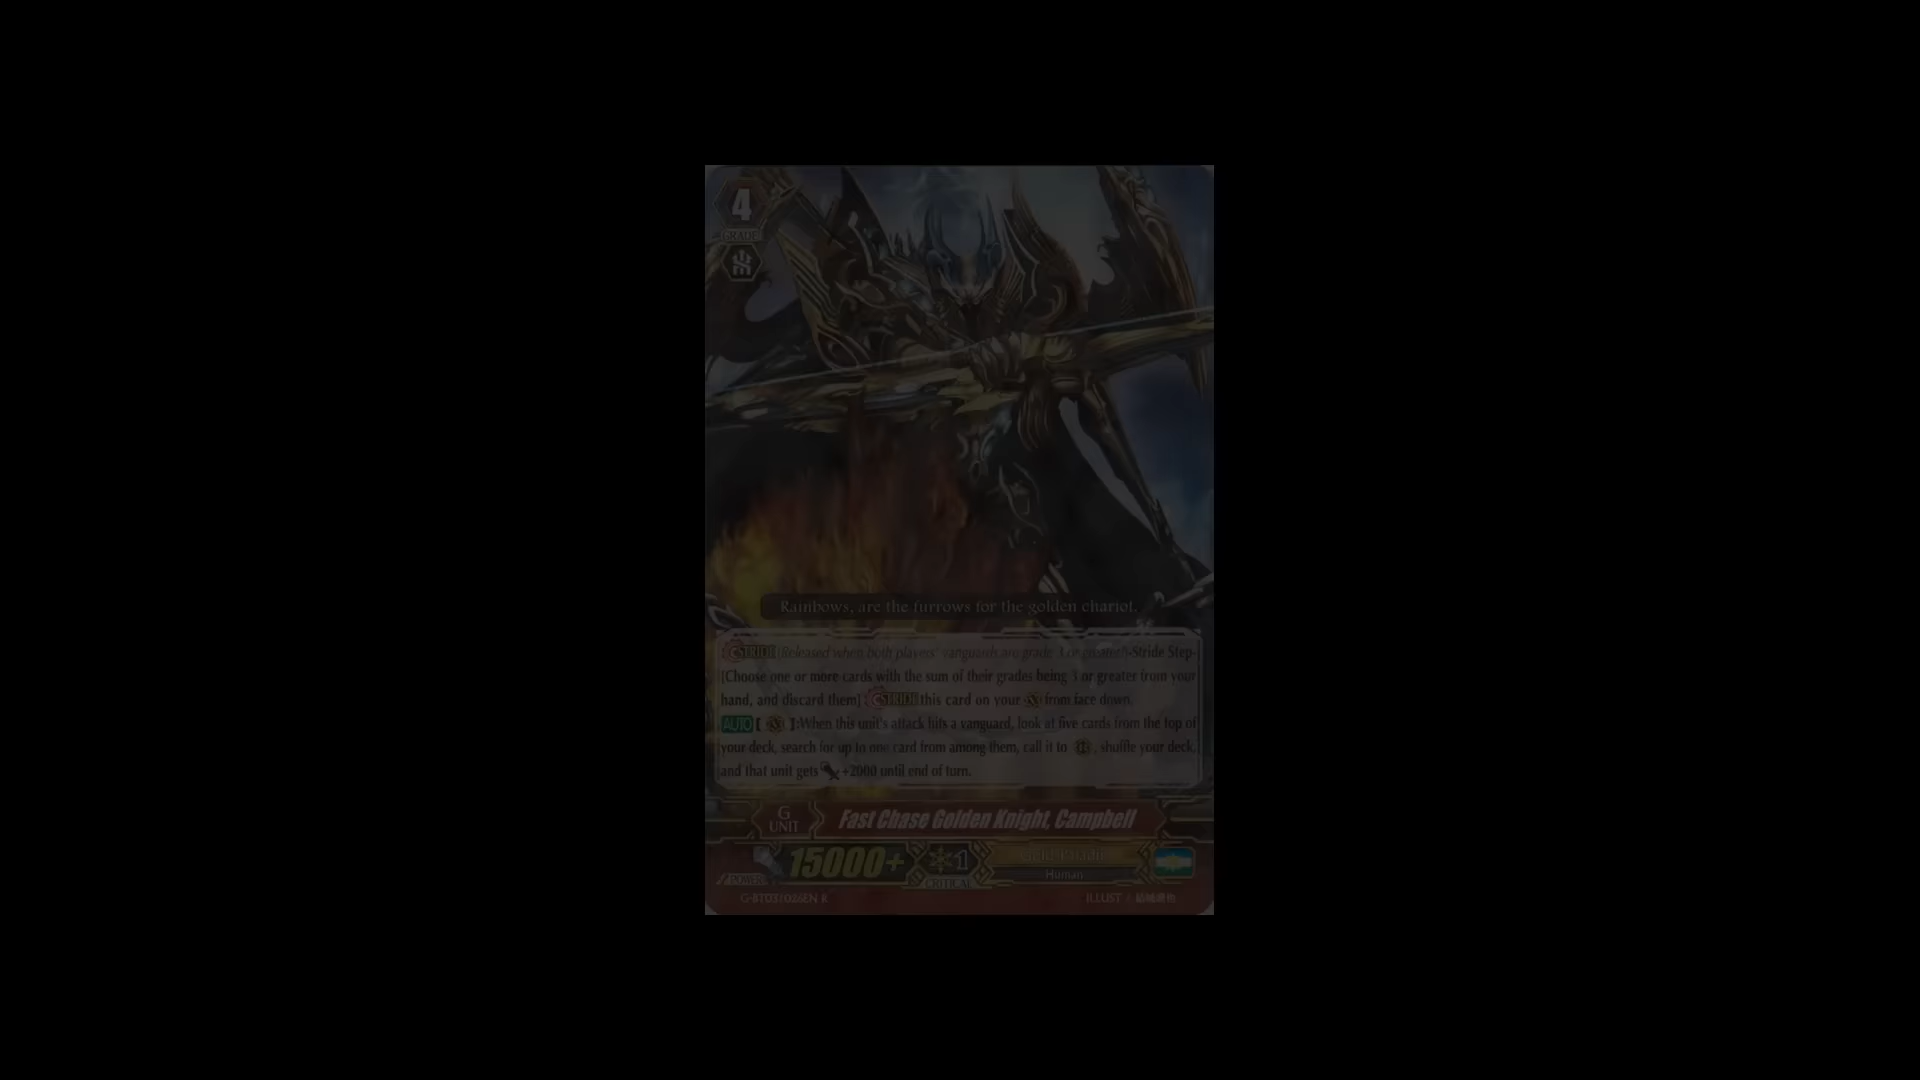 4
GRADE
Rainbows, are the furrows for the golden chariot.
STRIDE (Released when both players' vanguards are grade 3 or greater!)-Stride Step-
[Choose one or more cards with the sum of their grades being 3 or greater from your
hand, and discard them] STRIDE this card on your from face down.
AUTO [ ]:When this unit's attack hits a vanguard, look at five cards from the top of
your deck, search for up to one card from among them, call it to , shuffle your deck,
and that unit gets +2000 until end of turn.
G
UNIT
Fast Chase Golden Knight, Campbell
POWER
15000+
1
CRITICAL
Gold Paladin
Human
G-BT03/026EN R
ILLUST /